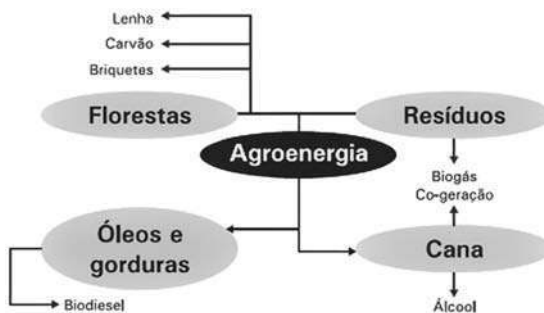 Lenha
Carvão
Briquetes
Florestas
Resíduos
Agroenergia
Biogás
Co-geração
Óleos e
gorduras
Cana
Biodiesel
Álcool